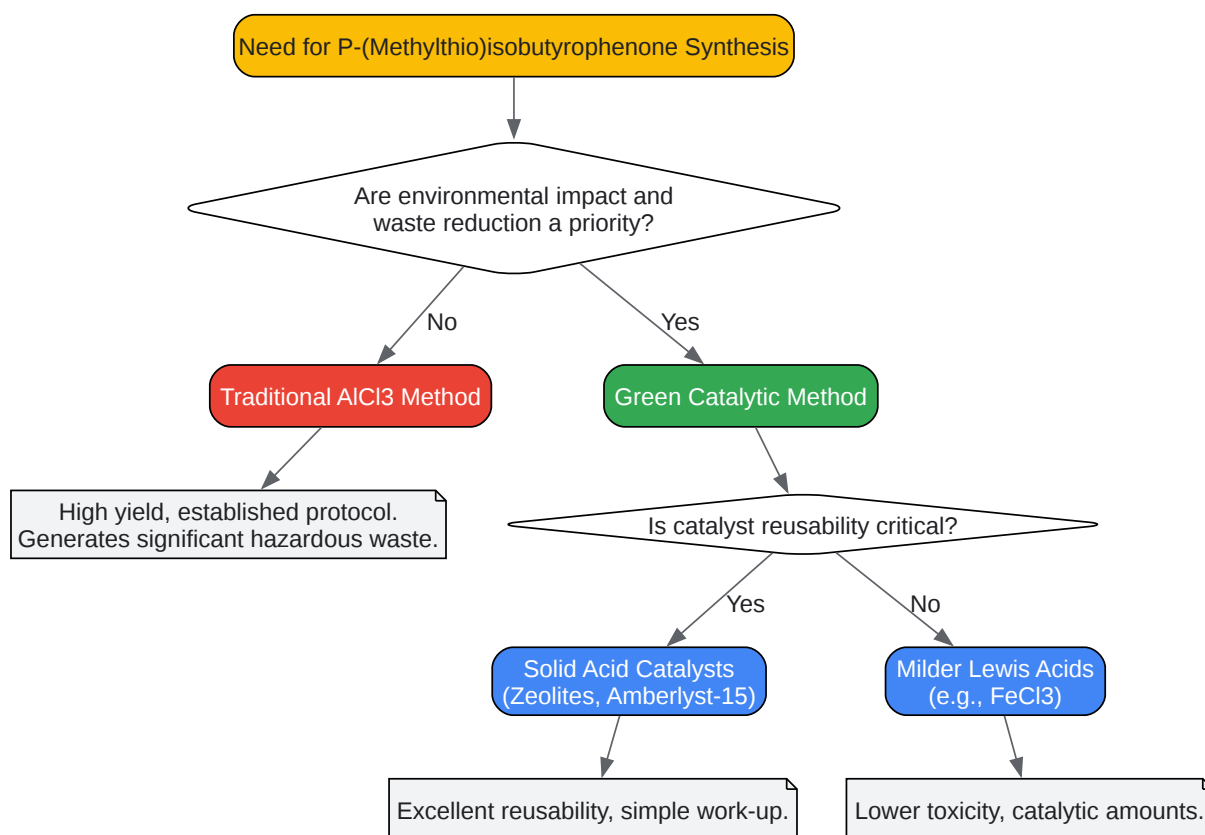 Need for P-(Methylthio)isobutyrophenone Synthesis
Are environmental impact and
waste reduction a priority?
No
Yes
Traditional AlCl3 Method
Green Catalytic Method
High yield, established protocol.
Generates significant hazardous waste.
Is catalyst reusability critical?
Yes
No
Solid Acid Catalysts
(Zeolites, Amberlyst-15)
Milder Lewis Acids
(e.g., FeCl3)
Excellent reusability, simple work-up.
Lower toxicity, catalytic amounts.